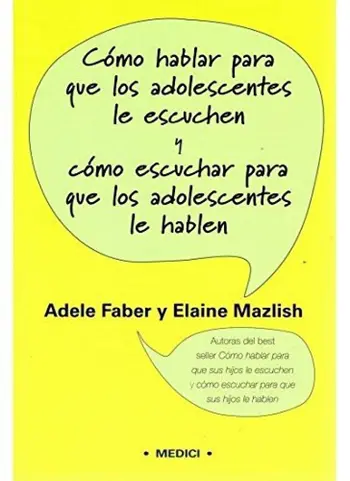 Cómo hablar para
que los adolescentes
le escuchen
y
cómo escuchar para
que los adolescentes
le hablen
Adele Faber y Elaine Mazlish
Autoras del best
seller Cómo hablar para
que sus hijos le escuchen
y cómo escuchar para que
sus hijos le hablen
• MEDICI •